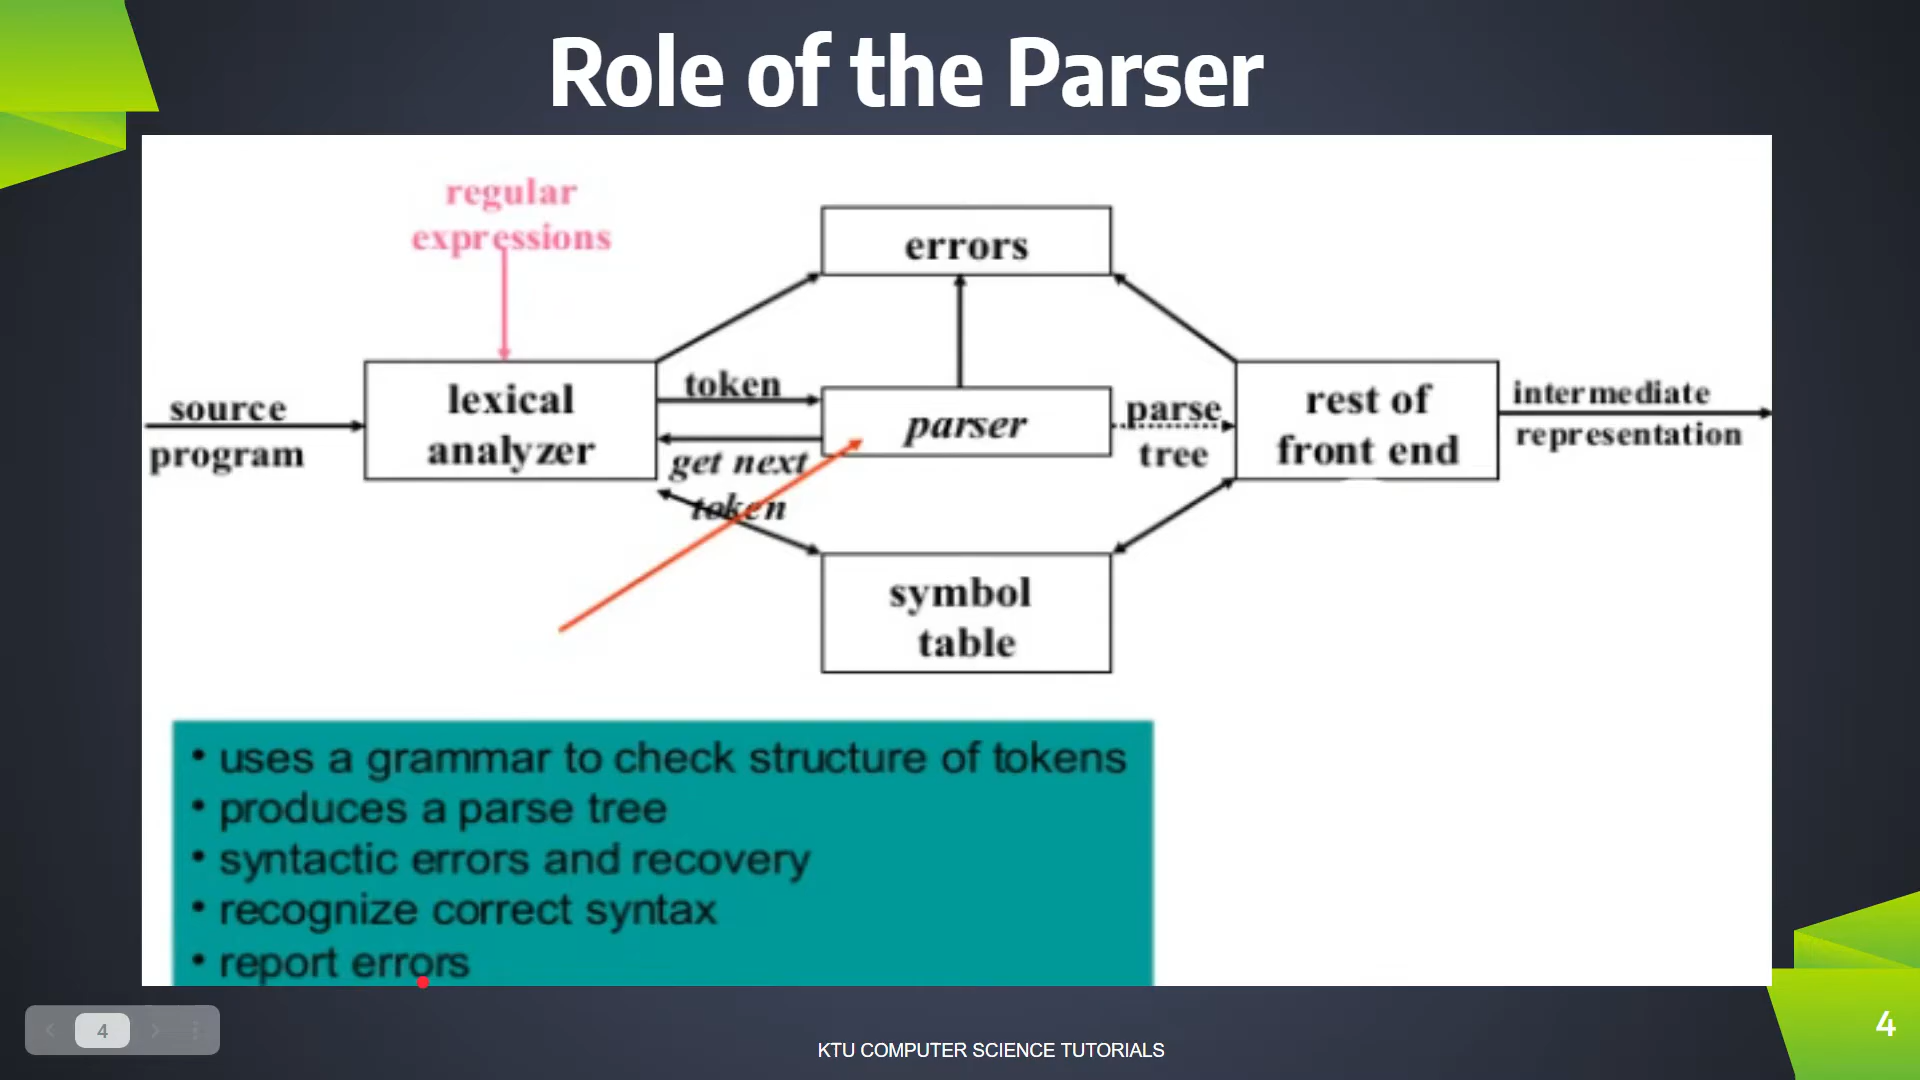 Role of the Parser
regular
expressions
errors
source
program
lexical
analyzer
token
get next
token
parser
parse
tree
rest of
front end
intermediate
representation
symbol
table
• uses a grammar to check structure of tokens
• produces a parse tree
• syntactic errors and recovery
• recognize correct syntax
• report errors
4
KTU COMPUTER SCIENCE TUTORIALS
4